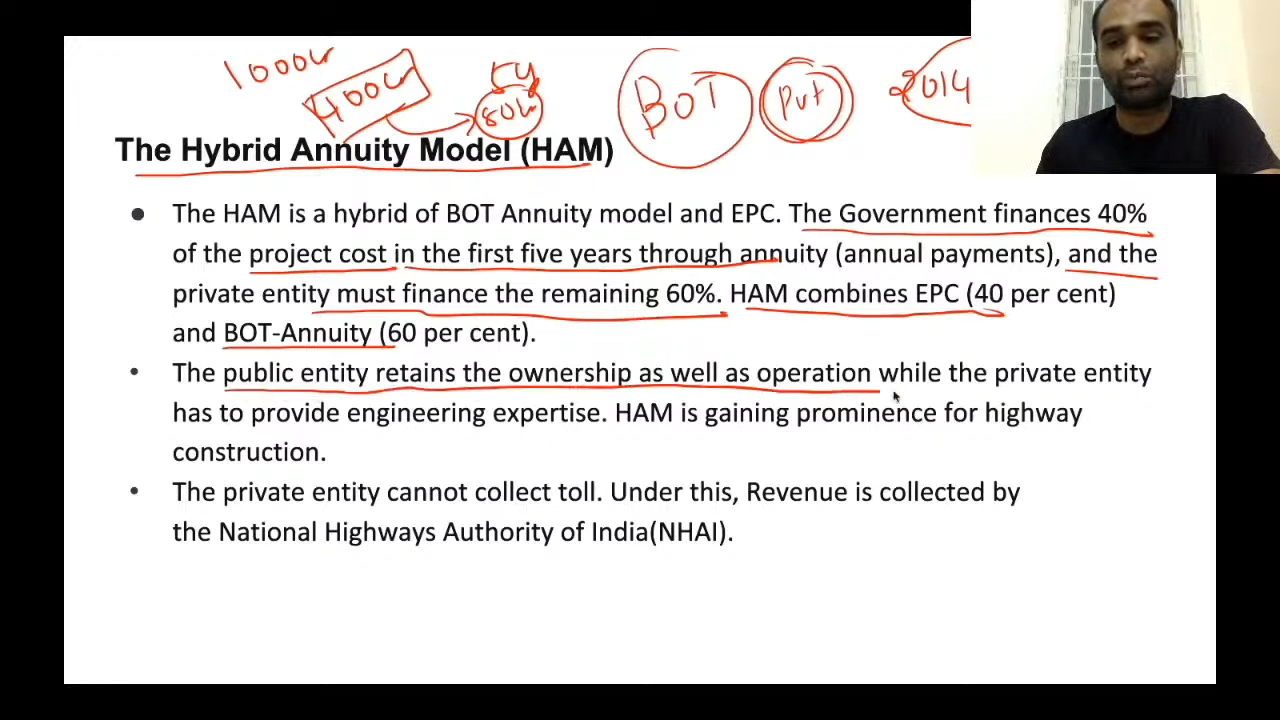 1000cr
400cr
5y
80cr
BOT
Pvt
2014
The Hybrid Annuity Model (HAM)
● The HAM is a hybrid of BOT Annuity model and EPC. The Government finances 40%
of the project cost in the first five years through annuity (annual payments), and the
private entity must finance the remaining 60%. HAM combines EPC (40 per cent)
and BOT-Annuity (60 per cent).
• The public entity retains the ownership as well as operation while the private entity
has to provide engineering expertise. HAM is gaining prominence for highway
construction.
• The private entity cannot collect toll. Under this, Revenue is collected by
the National Highways Authority of India(NHAI).